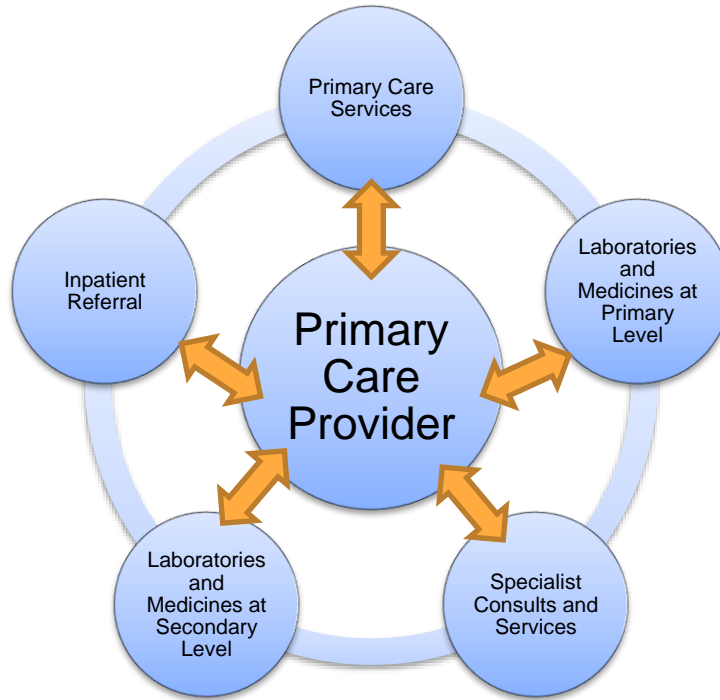 Primary Care
Services
Laboratories
and
Medicines at
Primary
Level
Specialist
Consults and
Services
Laboratories
and
Medicines at
Secondary
Level
Inpatient
Referral
Primary
Care
Provider